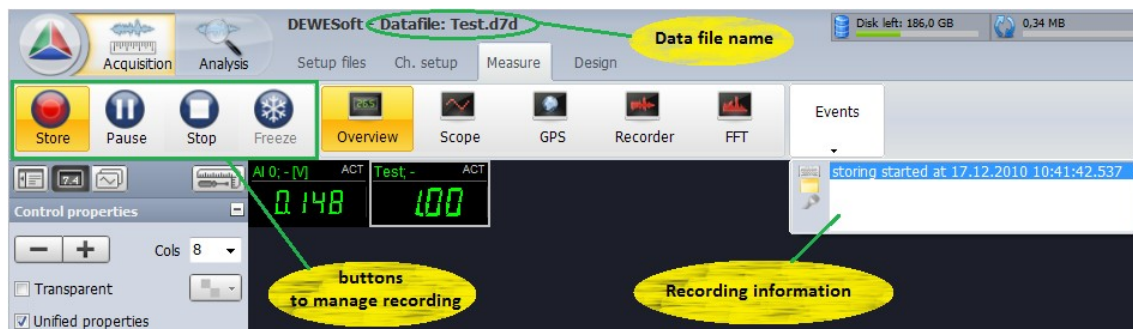 DEWESoft - Datafile: Test.d7d
Data file name
Disk left: 186,0 GB
0,34 MB
Acquisition
Analysis
Setup files
Ch. setup
Measure
Design
Store
Pause
Stop
Freeze
Overview
Scope
GPS
Recorder
FFT
Events
AI 0; - [V] ACT
0.148
Test; - ACT
1.00
storing started at 17.12.2010 10:41:42.537
Control properties
Cols 8
Transparent
Unified properties
buttons
to manage recording
Recording information